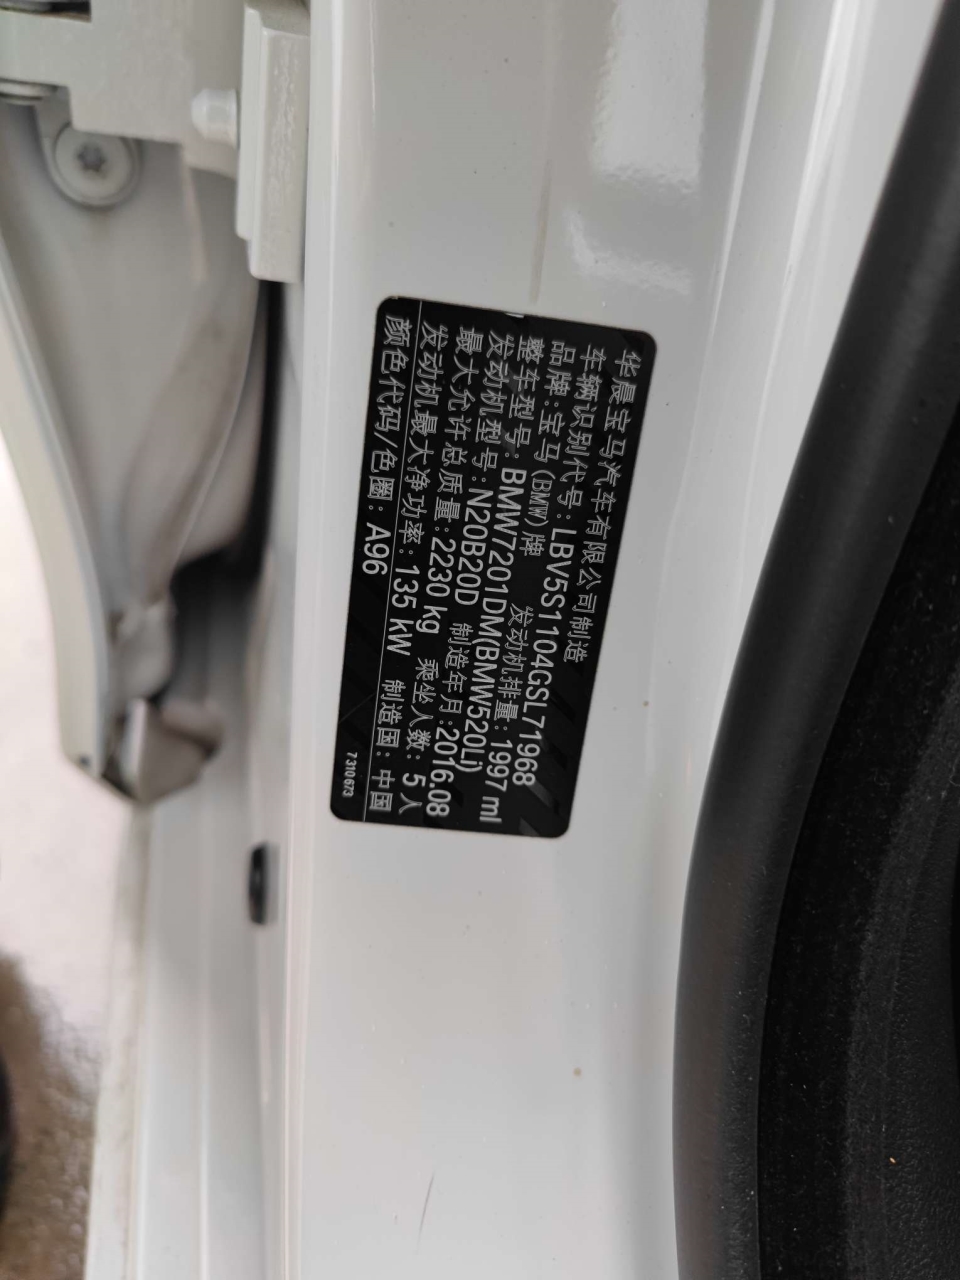 华晨宝马汽车有限公司制造
车辆识别代号: LBV5S1104GSL71968
品牌: 宝马(BMW)牌 发动机排量: 1997 ml
整车型号: BMW7201DM(BMW520Li)
发动机型号: N20B20D 制造年月: 2016.08
最大允许总质量: 2230 kg 乘坐人数: 5人
发动机最大净功率: 135 kW 制造国: 中国
颜色代码/色圈: A96 7310673